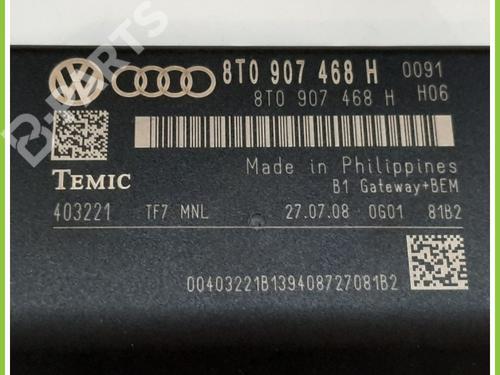 B-PARTS
8T0 907 468 H 0091
8T0 907 468 H H06
TEMIC
Made in Philippines
B1 Gateway+BEM
403221 TF7 MNL 27.07.08 0G01 81B2
00403221B139408727081B2